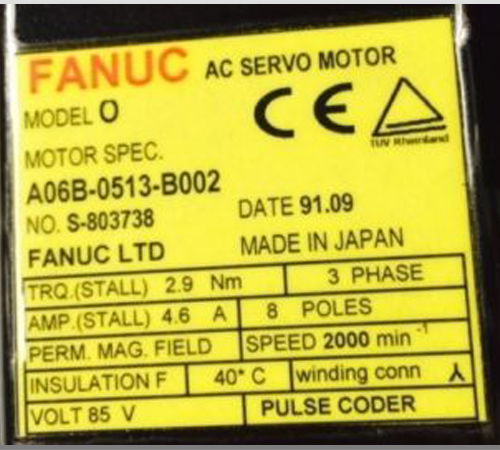 FANUC AC SERVO MOTOR
MODEL 0
CE
TÜV Rheinland
MOTOR SPEC.
A06B-0513-B002
NO. S-803738 DATE 91.09
FANUC LTD MADE IN JAPAN
TRQ.(STALL) 2.9 Nm 3 PHASE
AMP.(STALL) 4.6 A 8 POLES
PERM. MAG. FIELD SPEED 2000 min⁻¹
INSULATION F 40° C winding conn
VOLT 85 V PULSE CODER